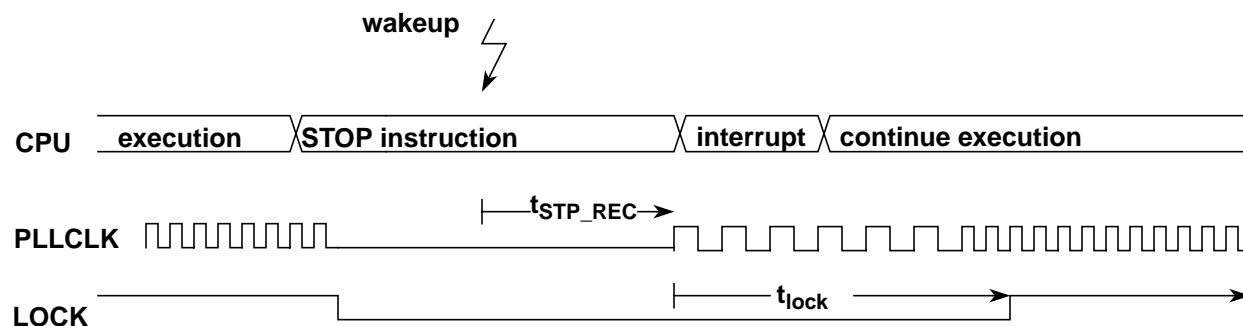 wakeup
CPU execution STOP instruction interrupt continue execution
tSTP_REC
PLLCLK
tlock
LOCK